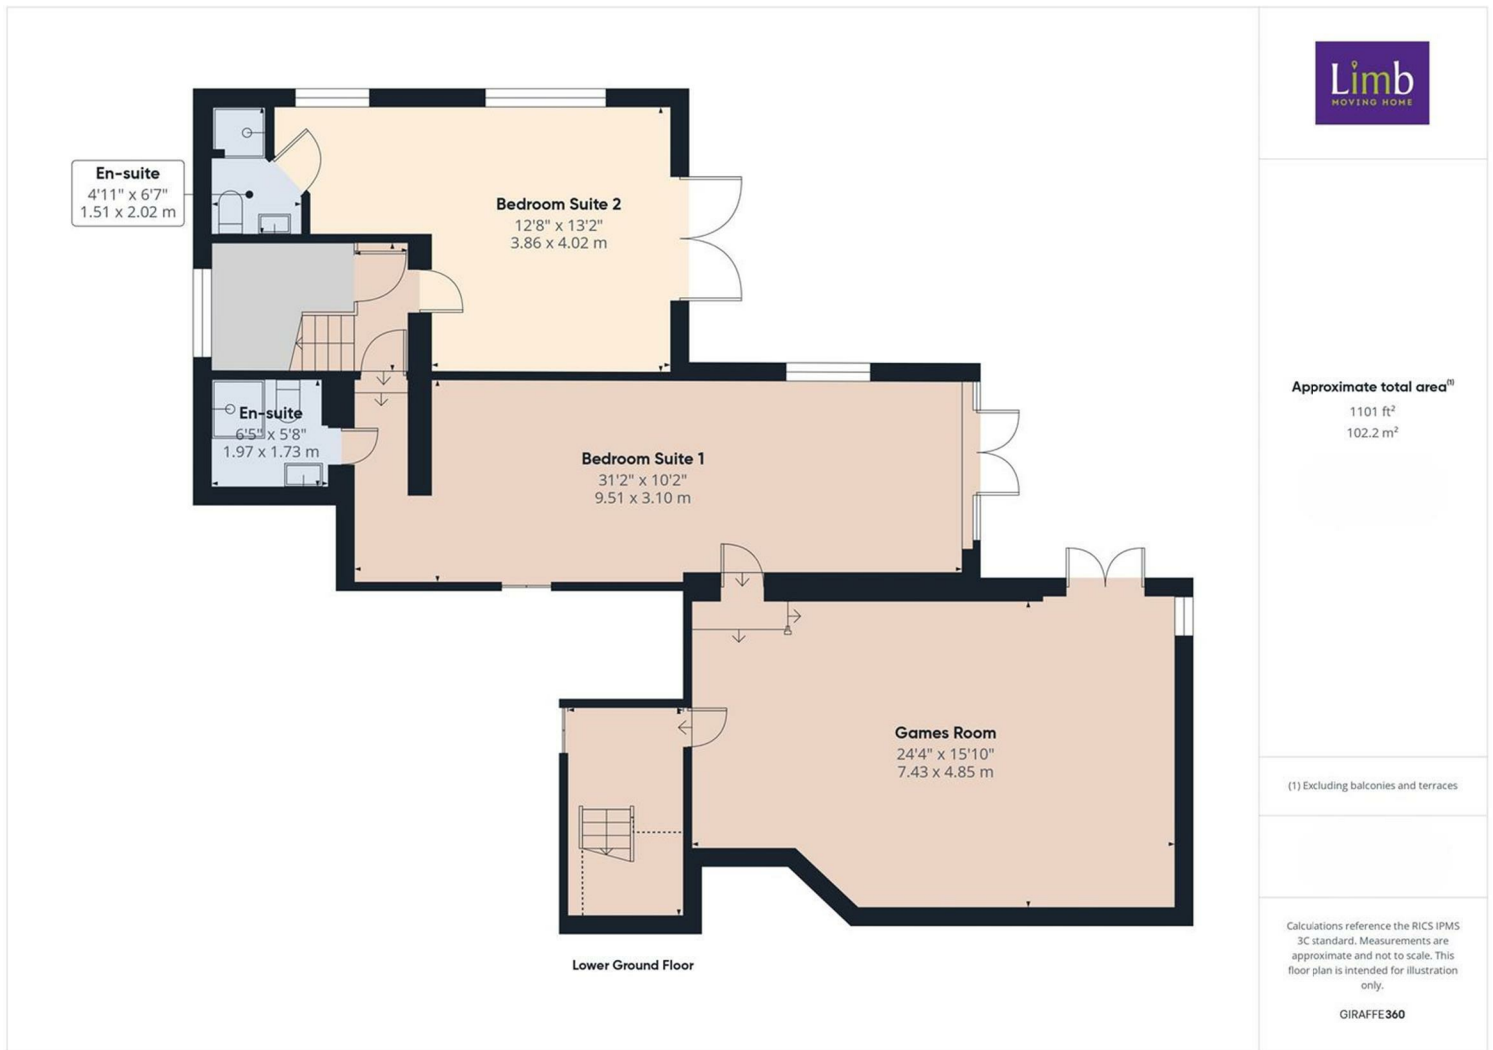 Limb
MOVING HOME
En-suite
4'11" x 6'7"
1.51 x 2.02 m
Bedroom Suite 2
12'8" x 13'2"
3.86 x 4.02 m
En-suite
6'5" x 5'8"
1.97 x 1.73 m
Bedroom Suite 1
31'2" x 10'2"
9.51 x 3.10 m
Games Room
24'4" x 15'10"
7.43 x 4.85 m
Lower Ground Floor
Approximate total area(1)
1101 ft²
102.2 m²
(1) Excluding balconies and terraces
Calculations reference the RICS IPMS
3C standard. Measurements are
approximate and not to scale. This
floor plan is intended for illustration
only.
GIRAFFE360